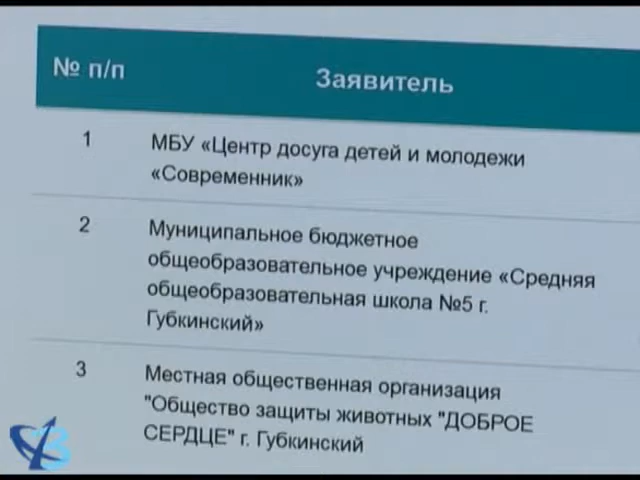 № п/п Заявитель
1 МБУ «Центр досуга детей и молодежи
«Современник»
2 Муниципальное бюджетное
общеобразовательное учреждение «Средняя
общеобразовательная школа №5 г.
Губкинский»
3 Местная общественная организация
"Общество защиты животных "ДОБРОЕ
СЕРДЦЕ" г. Губкинский